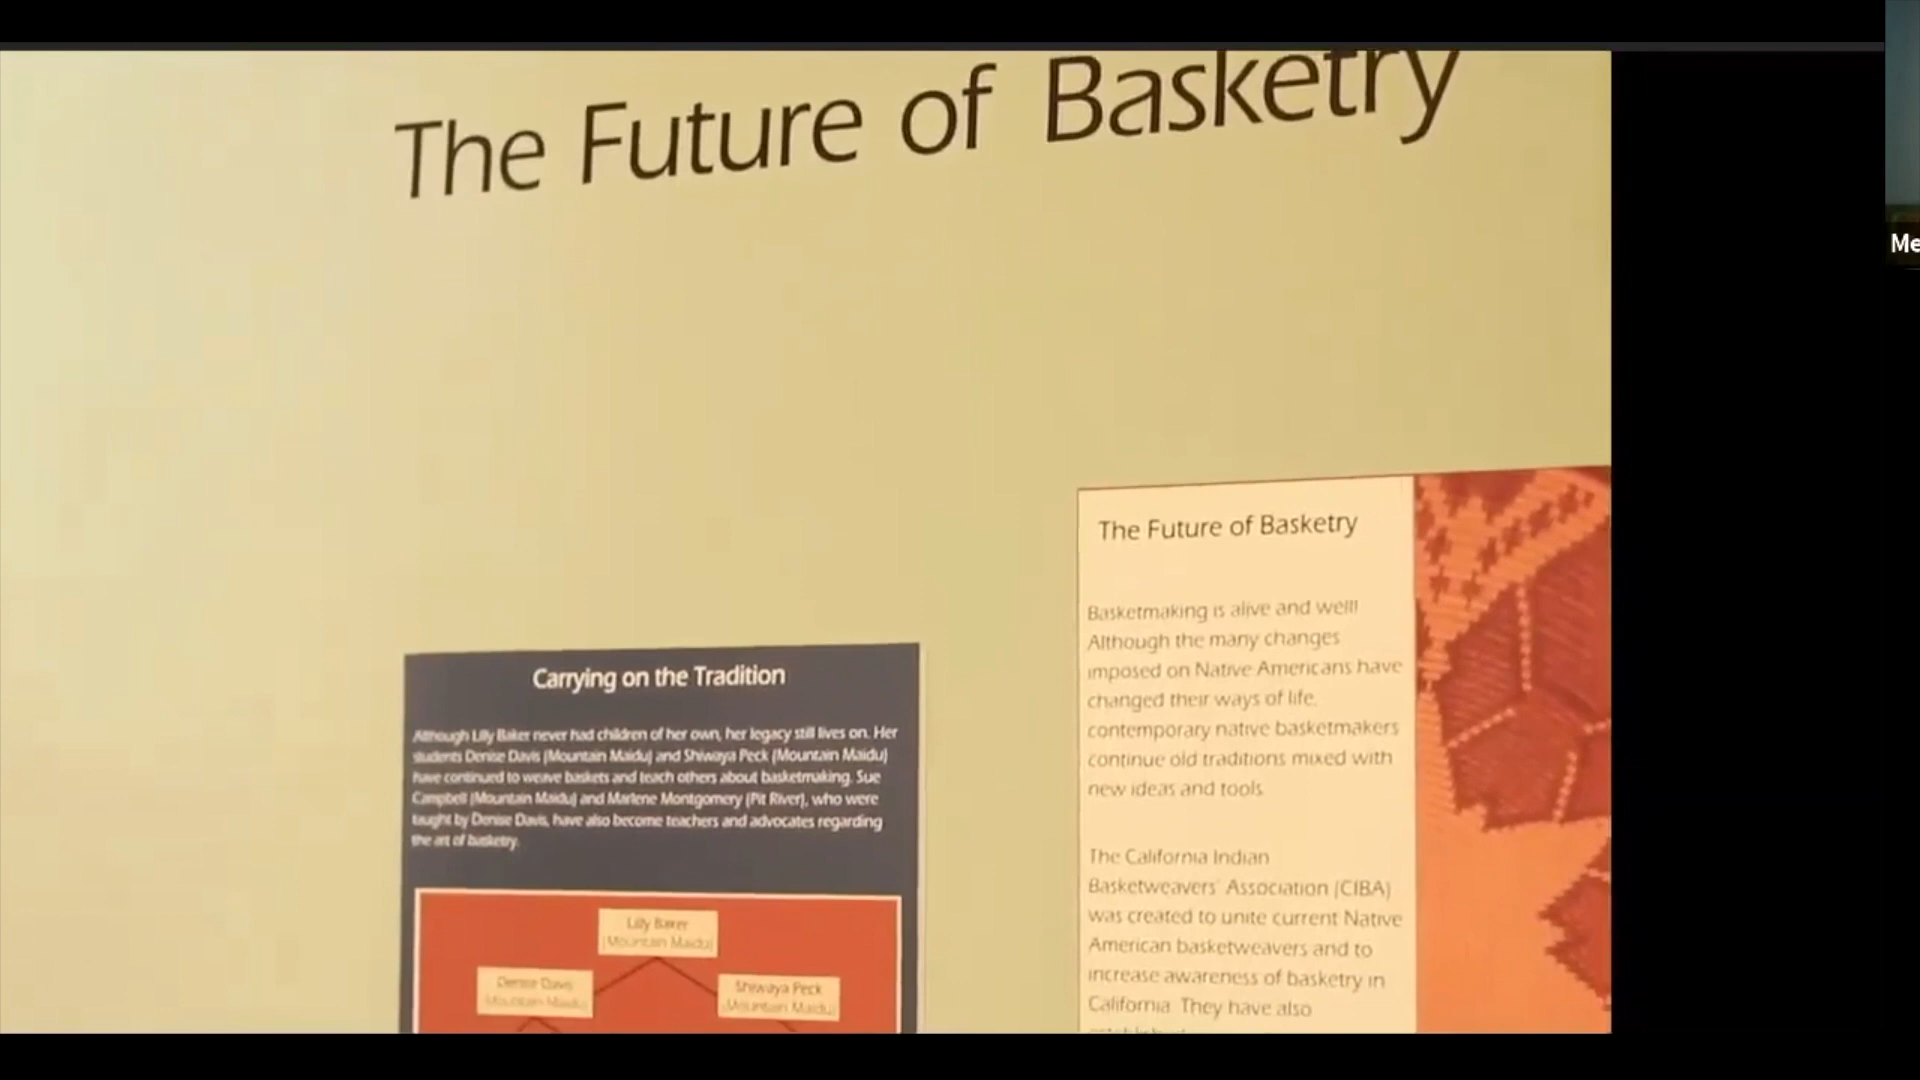 The Future of Basketry
Carrying on the Tradition
Although Lilly Baker never had children of her own, her legacy still lives on. Her
students Denise Davis (Mountain Maidu) and Shiwaya Peck (Mountain Maidu)
have continued to weave baskets and teach others about basketmaking. Sue
Campbell (Mountain Maidu) and Marlene Montgomery (Pit River), who were
taught by Denise Davis, have also become teachers and advocates regarding
the art of basketry.
Lilly Baker
(Mountain Maidu)
Denise Davis
(Mountain Maidu)
Shiwaya Peck
(Mountain Maidu)
The Future of Basketry
Basketmaking is alive and well!
Although the many changes
imposed on Native Americans have
changed their ways of life,
contemporary native basketmakers
continue old traditions mixed with
new ideas and tools.
The California Indian
Basketweavers' Association (CIBA)
was created to unite current Native
American basketweavers and to
increase awareness of basketry in
California. They have also
Me